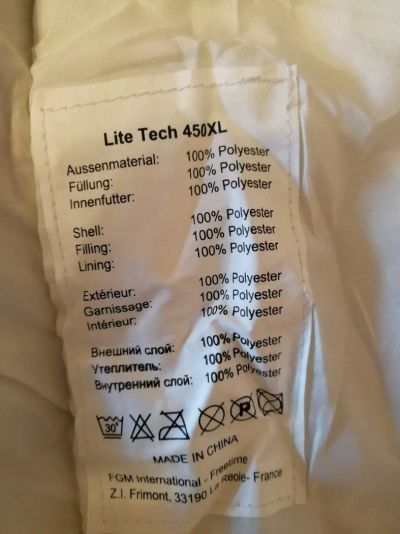 Lite Tech 450XL
Aussenmaterial: 100% Polyester
Füllung: 100% Polyester
Innenfutter: 100% Polyester
Shell: 100% Polyester
Filling: 100% Polyester
Lining: 100% Polyester
Extérieur: 100% Polyester
Garnissage: 100% Polyester
Intérieur: 100% Polyester
Внешний слой: 100% Polyester
Утеплитель: 100% Polyester
Внутренний слой: 100% Polyester
30° P
MADE IN CHINA
FGM International - Freetime
Z.I. Frimont, 33190 La Reole- France